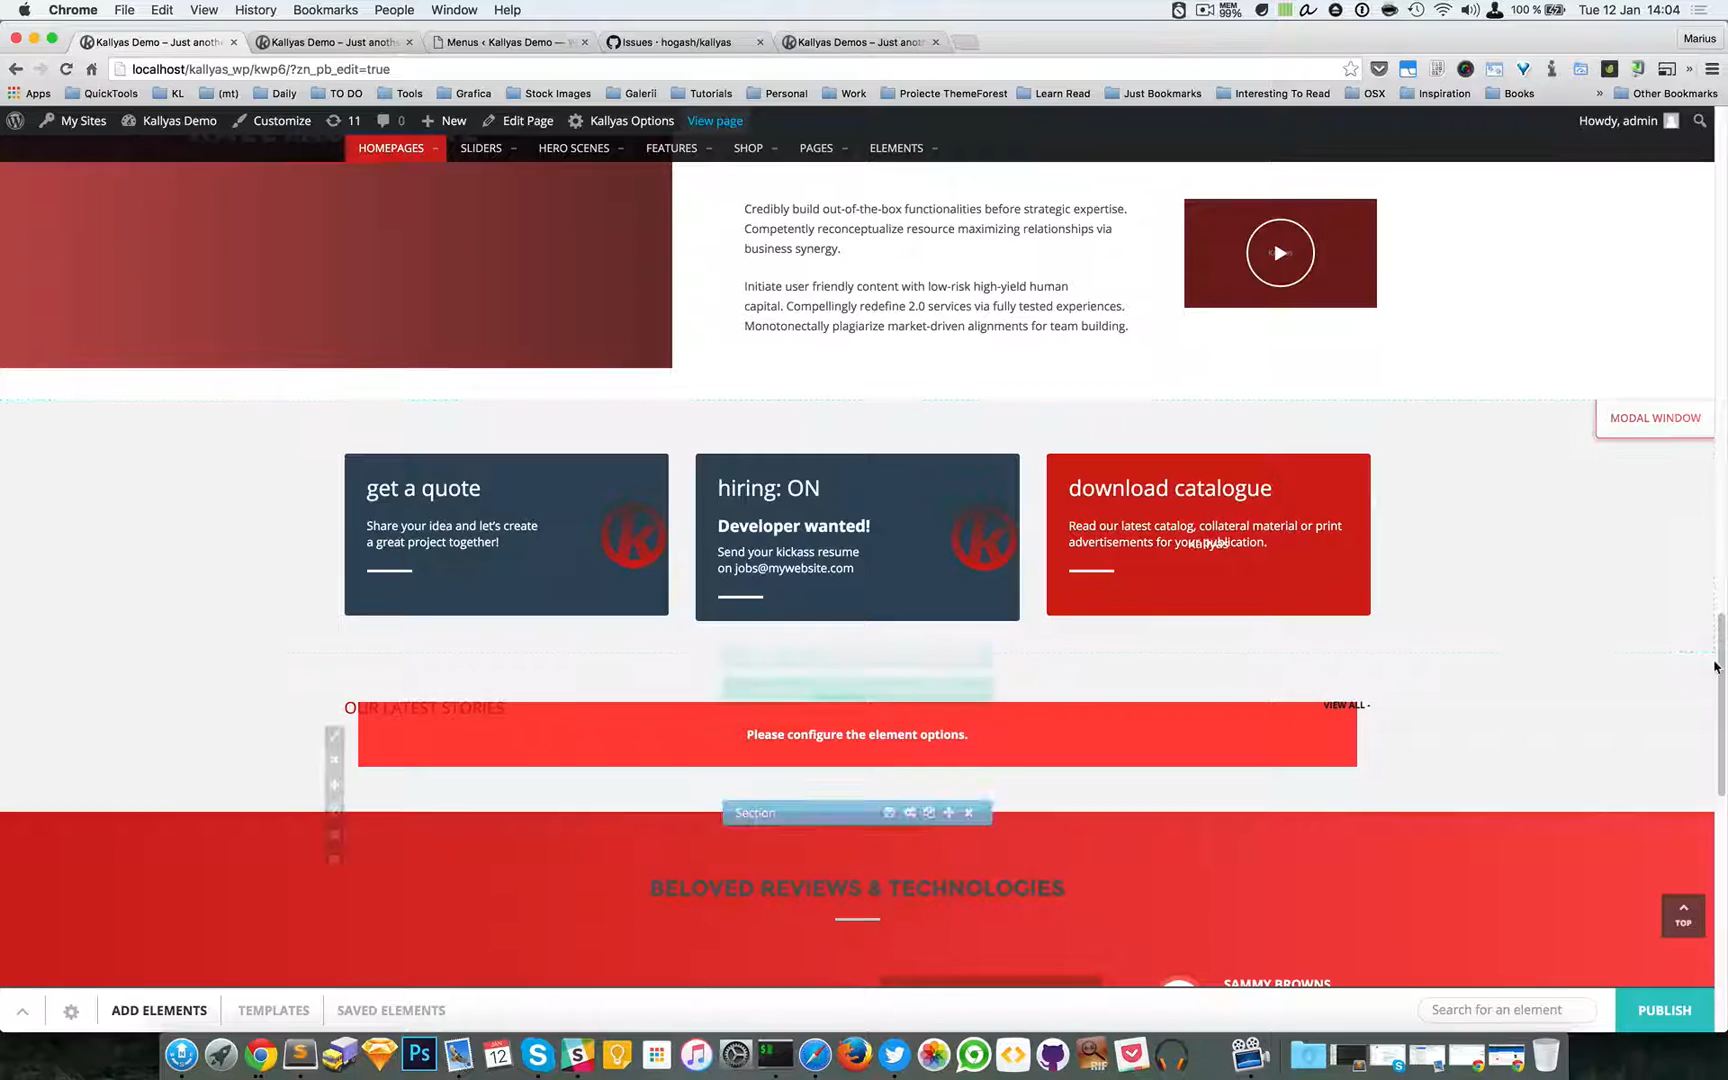 Chrome File Edit View History Bookmarks People Window Help
MEM 99% 100 % Tue 12 Jan 14:04
Kallyas Demo – Just anoth × Kallyas Demo – Just anoth × Menus ‹ Kallyas Demo — × Issues · hogash/kallyas × Kallyas Demos – Just anot × Marius
localhost/kallyas_wp/kwp6/?zn_pb_edit=true
Apps QuickTools KL (mt) Daily TO DO Tools Grafica Stock Images Galerii Tutorials Personal Work Proiecte ThemeForest Learn Read Just Bookmarks Interesting To Read OSX Inspiration Books » Other Bookmarks
My Sites Kallyas Demo Customize 11 0 New Edit Page Kallyas Options View page Howdy, admin
HOMEPAGES SLIDERS HERO SCENES FEATURES SHOP PAGES ELEMENTS
Credibly build out-of-the-box functionalities before strategic expertise.
Competently reconceptualize resource maximizing relationships via
business synergy.
Initiate user friendly content with low-risk high-yield human
capital. Compellingly redefine 2.0 services via fully tested experiences.
Monotonectally plagiarize market-driven alignments for team building.
MODAL WINDOW
get a quote
Share your idea and let's create
a great project together!
hiring: ON
Developer wanted!
Send your kickass resume
on jobs@mywebsite.com
download catalogue
Read our latest catalog, collateral material or print
advertisements for your publication.
Kallyas
OUR LATEST STORIES
VIEW ALL -
Please configure the element options.
Section
BELOVED REVIEWS & TECHNOLOGIES
TOP
SAMMY BROWNS
ADD ELEMENTS TEMPLATES SAVED ELEMENTS Search for an element PUBLISH
JAN
12
Ps